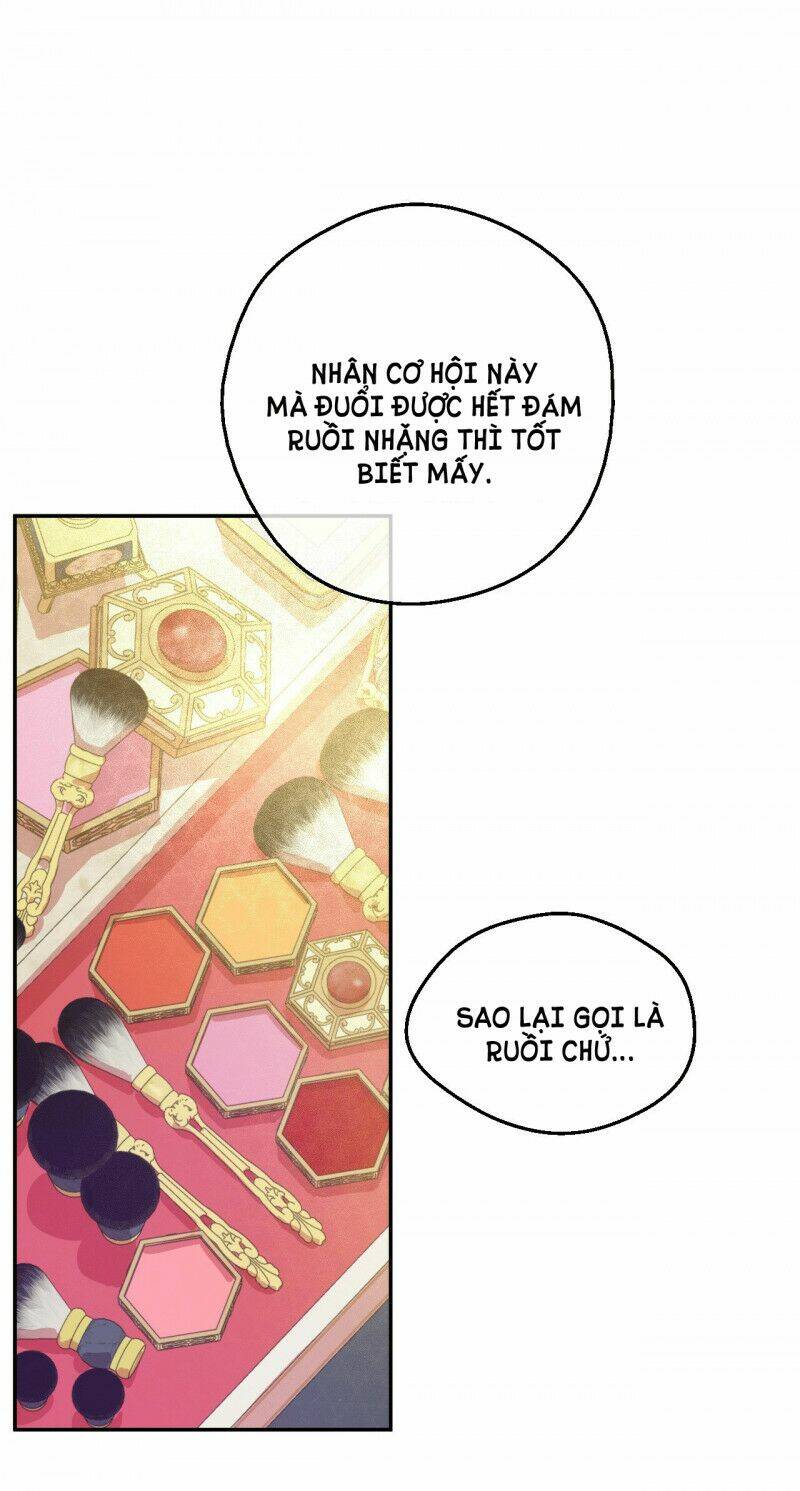 NHÂN CƠ HỘI NÀY
MÀ ĐUỔI ĐƯỢC HẾT ĐÁM
RUỒI NHẶNG THÌ TỐT
BIẾT MẤY.
SAO LẠI GỌI LÀ
RUỒI CHỨ...